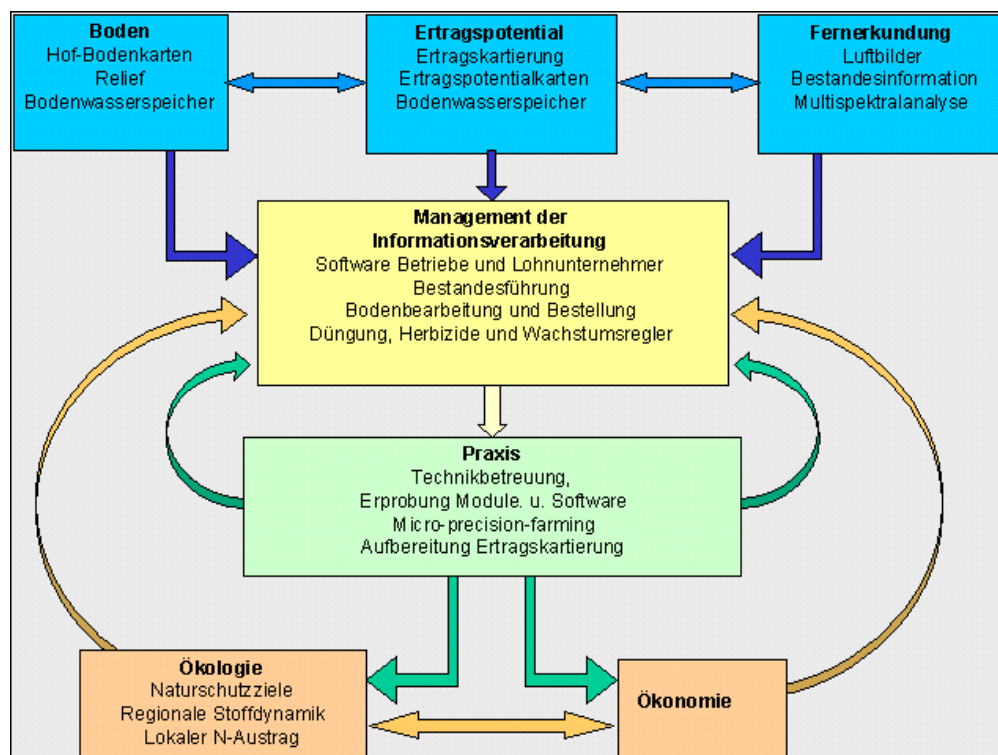 Boden
Hof-Bodenkarten
Relief
Bodenwasserspeicher
Ertragspotential
Ertragskartierung
Ertragspotentialkarten
Bodenwasserspeicher
Fernerkundung
Luftbilder
Bestandesinformation
Multispektralanalyse
Management der
Informationsverarbeitung
Software Betriebe und Lohnunternehmer
Bestandesführung
Bodenbearbeitung und Bestellung
Düngung, Herbizide und Wachstumsregler
Praxis
Technikbetreuung,
Erprobung Module. u. Software
Micro-precision-farming
Aufbereitung Ertragskartierung
Ökologie
Naturschutzziele
Regionale Stoffdynamik
Lokaler N-Austrag
Ökonomie